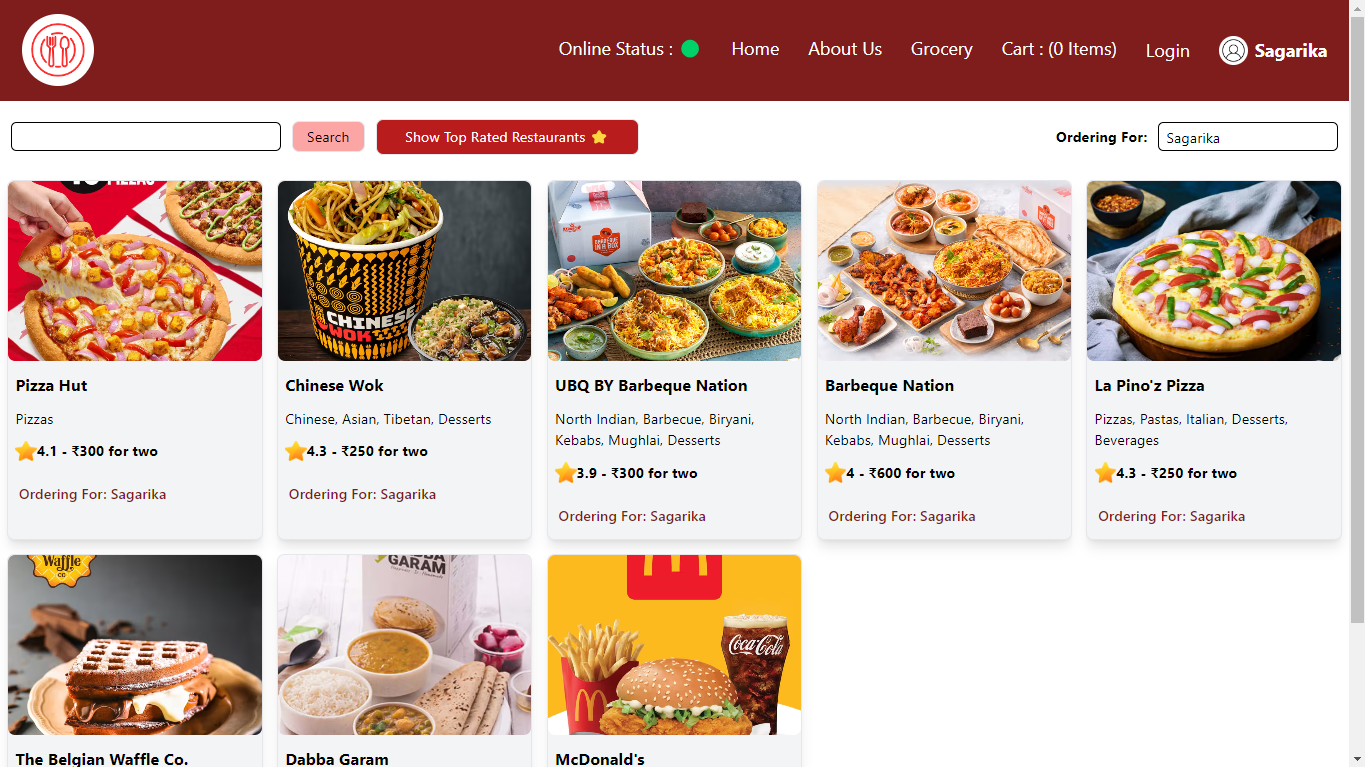 Online Status :
Home
About Us
Grocery
Cart : (0 Items)
Login
Sagarika
Search
Show Top Rated Restaurants
Ordering For:
Sagarika
PIZZAS
CHINESE
WOK
BARBEQUE
IN A BOX
Pizza Hut
Pizzas
4.1 - ₹300 for two
Ordering For: Sagarika
Chinese Wok
Chinese, Asian, Tibetan, Desserts
4.3 - ₹250 for two
Ordering For: Sagarika
UBQ BY Barbeque Nation
North Indian, Barbecue, Biryani,
Kebabs, Mughlai, Desserts
3.9 - ₹300 for two
Ordering For: Sagarika
Barbeque Nation
North Indian, Barbecue, Biryani,
Kebabs, Mughlai, Desserts
4 - ₹600 for two
Ordering For: Sagarika
La Pino'z Pizza
Pizzas, Pastas, Italian, Desserts,
Beverages
4.3 - ₹250 for two
Ordering For: Sagarika
Waffle
CO
GARAM
Coca-Cola
The Belgian Waffle Co.
Dabba Garam
McDonald's